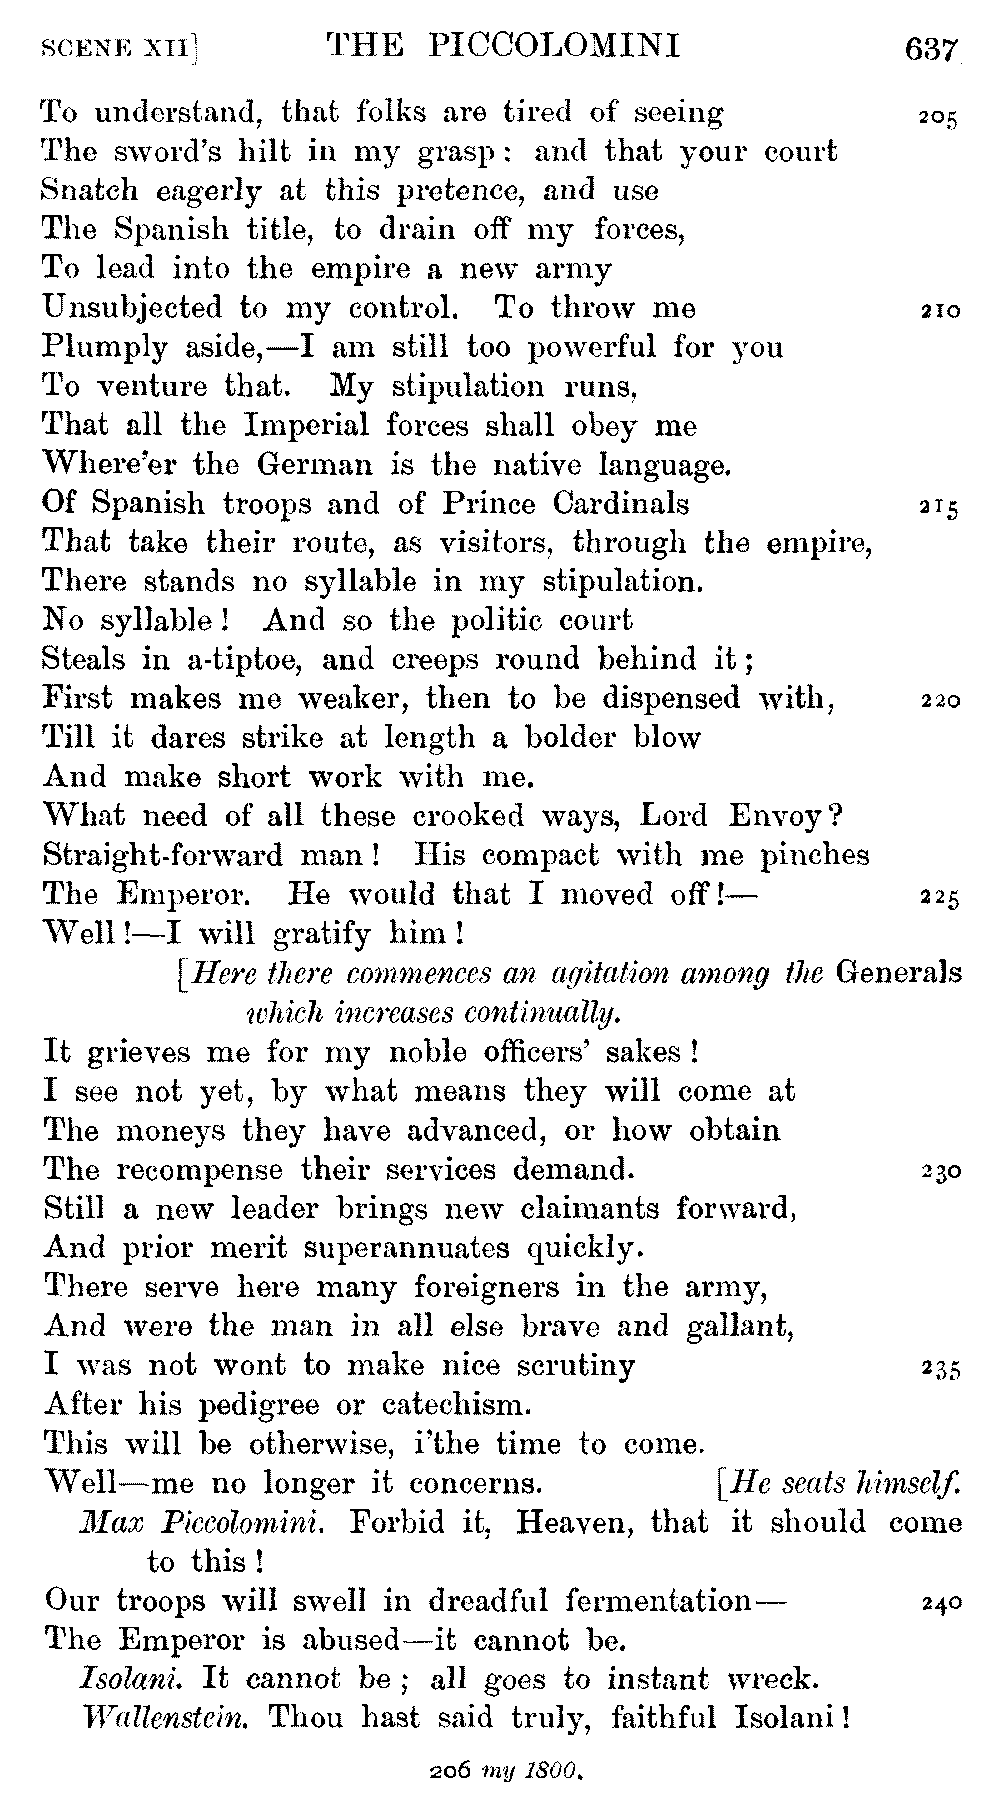 SCENE XII] THE PICCOLOMINI 637
To understand, that folks are tired of seeing 205
The sword's hilt in my grasp : and that your court
Snatch eagerly at this pretence, and use
The Spanish title, to drain off my forces,
To lead into the empire a new army
Unsubjected to my control. To throw me 210
Plumply aside,—I am still too powerful for you
To venture that. My stipulation runs,
That all the Imperial forces shall obey me
Where'er the German is the native language.
Of Spanish troops and of Prince Cardinals 215
That take their route, as visitors, through the empire,
There stands no syllable in my stipulation.
No syllable ! And so the politic court
Steals in a-tiptoe, and creeps round behind it ;
First makes me weaker, then to be dispensed with, 220
Till it dares strike at length a bolder blow
And make short work with me.
What need of all these crooked ways, Lord Envoy ?
Straight-forward man ! His compact with me pinches
The Emperor. He would that I moved off !— 225
Well !—I will gratify him !
[Here there commences an agitation among the Generals
which increases continually.
It grieves me for my noble officers' sakes !
I see not yet, by what means they will come at
The moneys they have advanced, or how obtain
The recompense their services demand. 230
Still a new leader brings new claimants forward,
And prior merit superannuates quickly.
There serve here many foreigners in the army,
And were the man in all else brave and gallant,
I was not wont to make nice scrutiny 235
After his pedigree or catechism.
This will be otherwise, i'the time to come.
Well—me no longer it concerns. [He seats himself.
Max Piccolomini. Forbid it, Heaven, that it should come
to this !
Our troops will swell in dreadful fermentation— 240
The Emperor is abused—it cannot be.
Isolani. It cannot be ; all goes to instant wreck.
Wallenstein. Thou hast said truly, faithful Isolani !
206 my 1800.